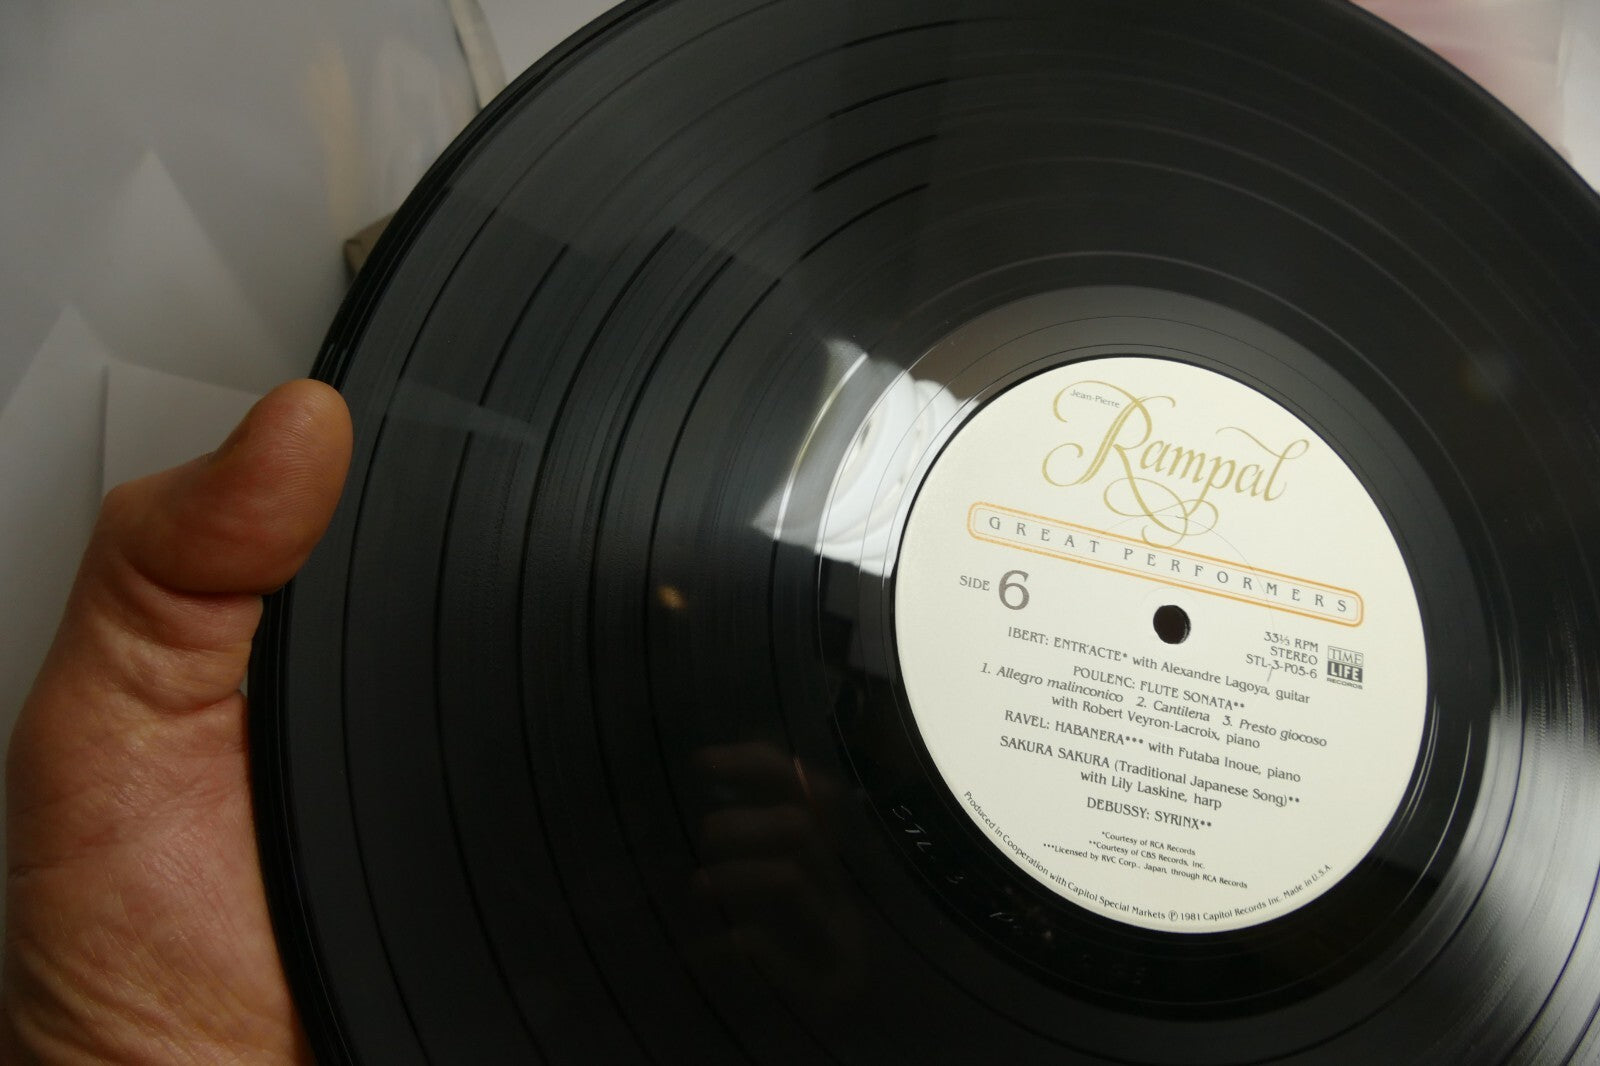 Jean-Pierre
Rampal
GREAT PERFORMERS
SIDE 6
33⅓ RPM
STEREO
STL-3-P05-6
TIME
LIFE
RECORDS
IBERT: ENTR'ACTE* with Alexandre Lagoya, guitar
POULENC: FLUTE SONATA**
1. Allegro malinconico 2. Cantilena 3. Presto giocoso
with Robert Veyron-Lacroix, piano
RAVEL: HABANERA*** with Futaba Inoue, piano
SAKURA SAKURA (Traditional Japanese Song)**
with Lily Laskine, harp
DEBUSSY: SYRINX**
*Courtesy of RCA Records
**Courtesy of CBS Records, Inc.
***Licensed by RVC Corp., Japan, through RCA Records
Produced in Cooperation with Capitol Special Markets ℗ 1981 Capitol Records Inc. Made in U.S.A.
STL-3